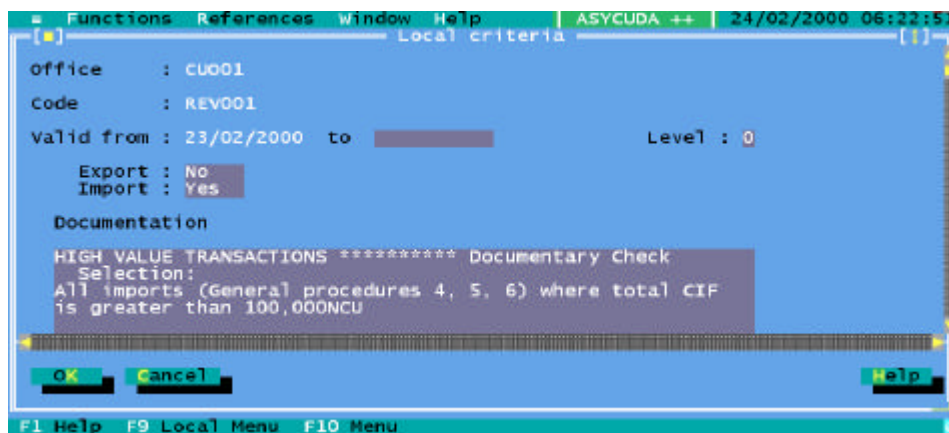 ≡ Functions References Window Help ASYCUDA ++ 24/02/2000 06:22:5
Local criteria
Office : CUO01
Code : REV001
Valid from : 23/02/2000 to Level : 0
Export : No
Import : Yes
Documentation
HIGH VALUE TRANSACTIONS ********** Documentary Check
Selection:
All imports (General procedures 4, 5, 6) where total CIF
is greater than 100,000NCU
OK Cancel Help
F1 Help F9 Local Menu F10 Menu